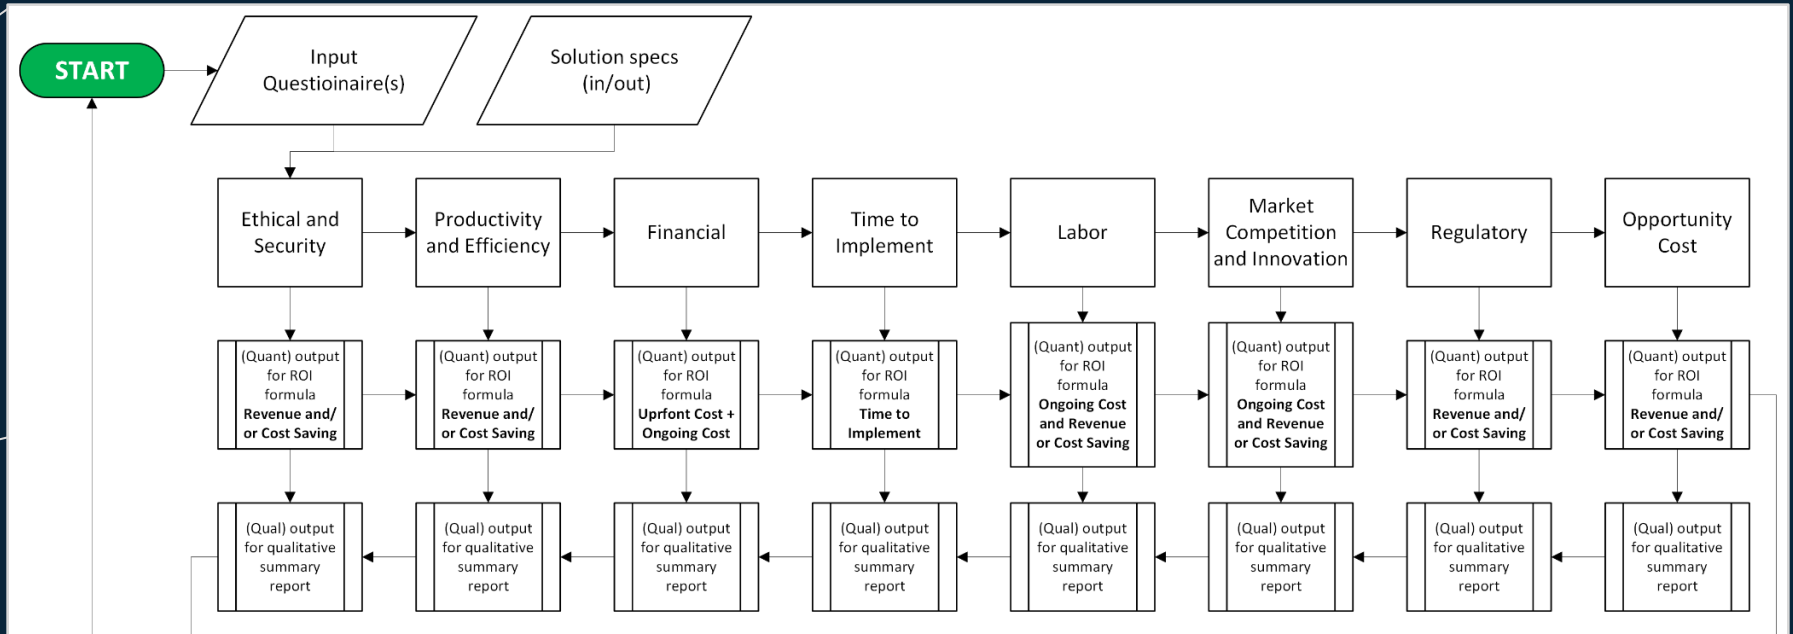 START
Input
Questioinaire(s)
Solution specs
(in/out)
Ethical and
Security
Productivity
and Efficiency
Financial
Time to
Implement
Labor
Market
Competition
and Innovation
Regulatory
Opportunity
Cost
(Quant) output
for ROI
formula
Revenue and/
or Cost Saving
(Quant) output
for ROI
formula
Revenue and/
or Cost Saving
(Quant) output
for ROI
formula
Uprfont Cost +
Ongoing Cost
(Quant) output
for ROI
formula
Time to
Implement
(Quant) output
for ROI
formula
Ongoing Cost
and Revenue
or Cost Saving
(Quant) output
for ROI
formula
Ongoing Cost
and Revenue
or Cost Saving
(Quant) output
for ROI
formula
Revenue and/
or Cost Saving
(Quant) output
for ROI
formula
Revenue and/
or Cost Saving
(Qual) output
for qualitative
summary
report
(Qual) output
for qualitative
summary
report
(Qual) output
for qualitative
summary
report
(Qual) output
for qualitative
summary
report
(Qual) output
for qualitative
summary
report
(Qual) output
for qualitative
summary
report
(Qual) output
for qualitative
summary
report
(Qual) output
for qualitative
summary
report